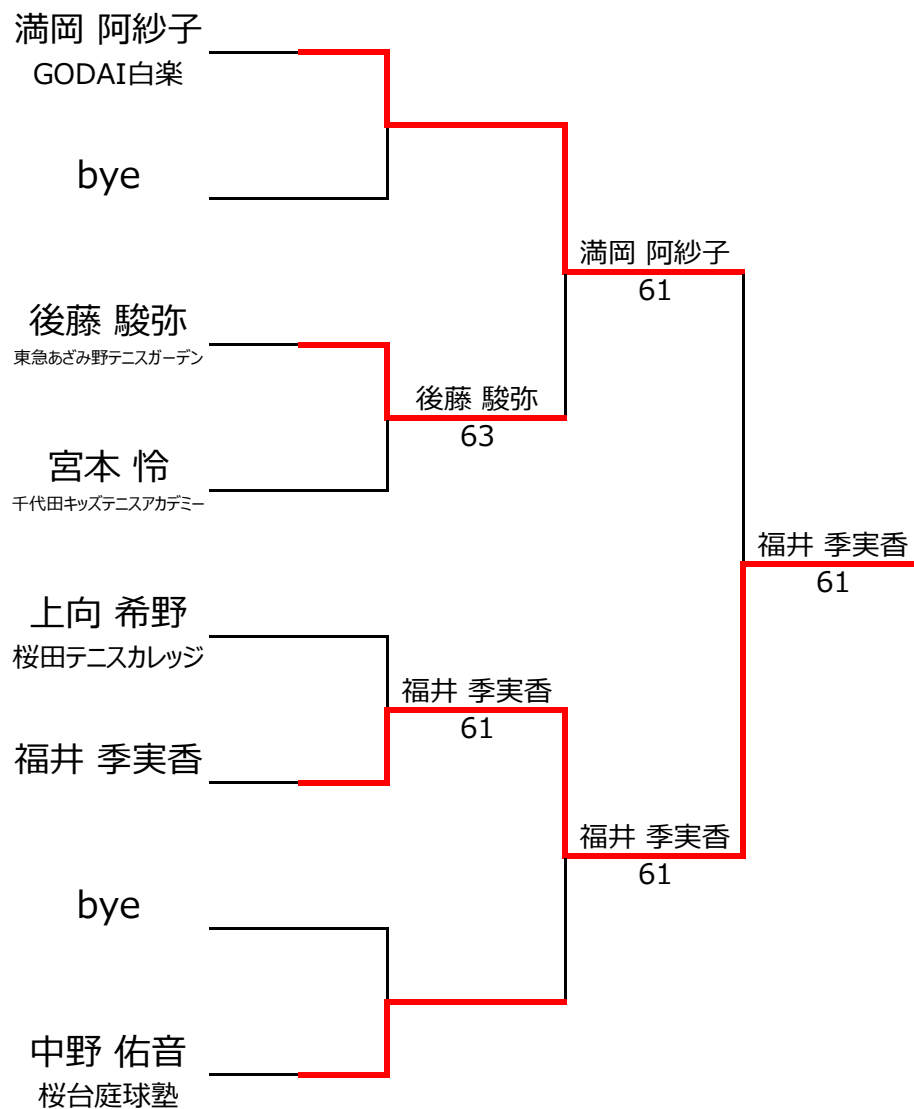 満岡 阿紗子
GODAI白楽
bye
後藤 駿弥
東急あざみ野テニスガーデン
宮本 怜
千代田キッズテニスアカデミー
上向 希野
桜田テニスカレッジ
福井 季実香
bye
中野 佑音
桜台庭球塾
後藤 駿弥
63
福井 季実香
61
満岡 阿紗子
61
福井 季実香
61
福井 季実香
61